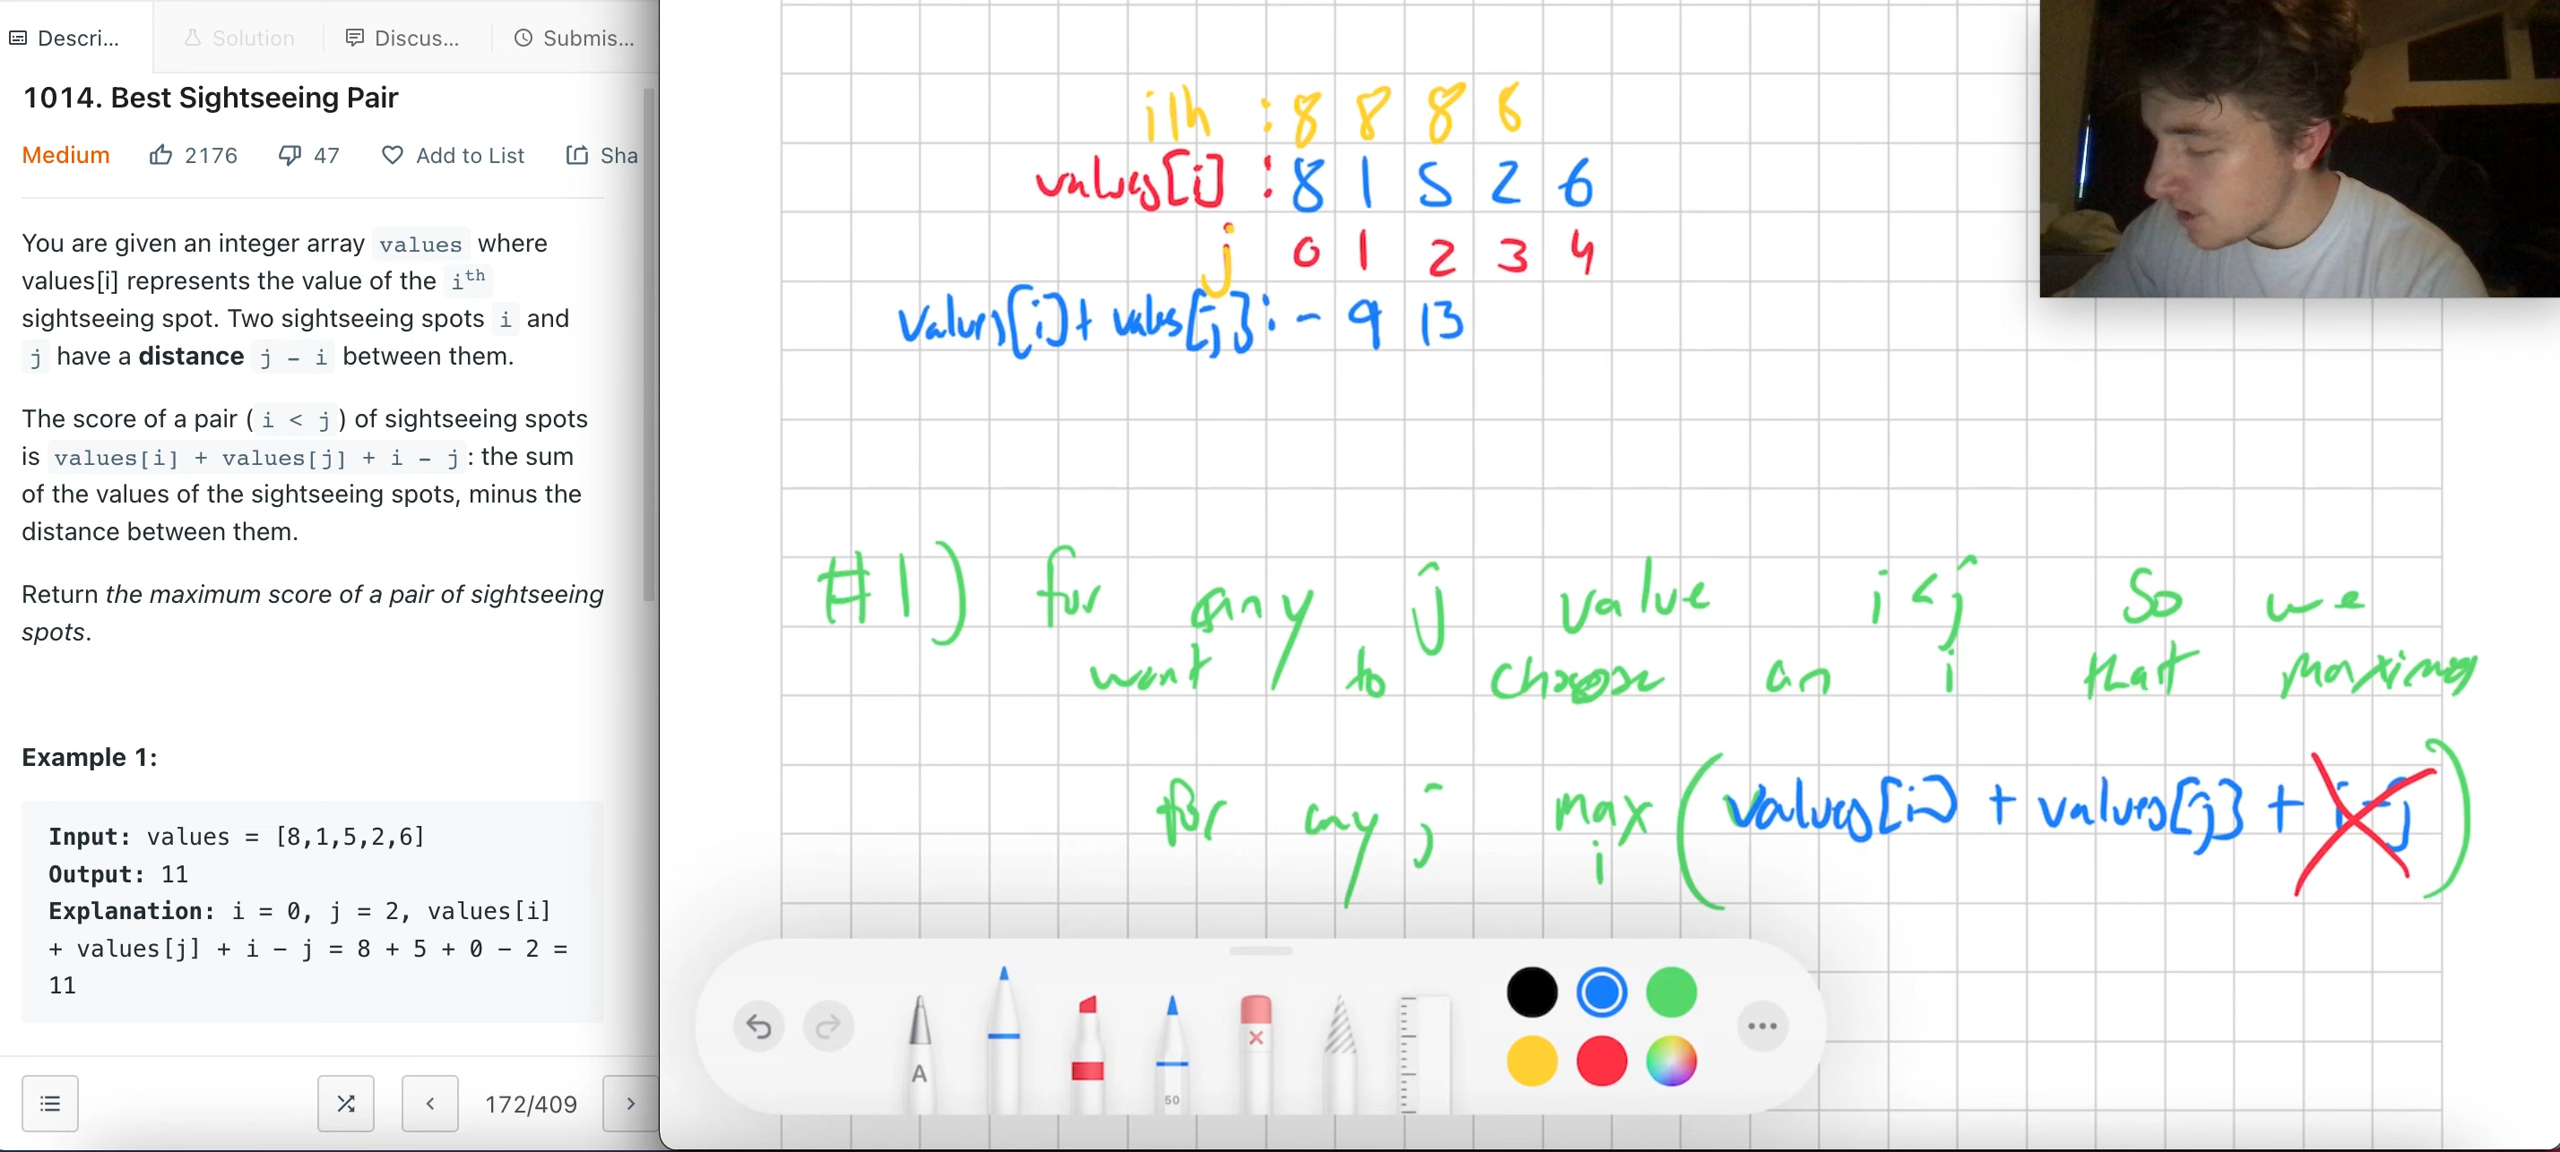 Descri...
Solution
Discus...
Submis...
1014. Best Sightseeing Pair
Medium 2176 47 Add to List Sha
You are given an integer array values where
values[i] represents the value of the ith
sightseeing spot. Two sightseeing spots i and
j have a distance j - i between them.
The score of a pair ( i < j ) of sightseeing spots
is values[i] + values[j] + i - j : the sum
of the values of the sightseeing spots, minus the
distance between them.
Return the maximum score of a pair of sightseeing
spots.
Example 1:
Input: values = [8,1,5,2,6]
Output: 11
Explanation: i = 0, j = 2, values[i]
+ values[j] + i - j = 8 + 5 + 0 - 2 =
11
172/409
: 8 8 8 8
values[i] : 8 1 5 2 6
j 0 1 2 3 4
values[i] + values[j] : - 9 13
#1) for any j value i < j so we
want to choose an i that
for any j max i ( values[i] + values[j] + i - j )
A
50